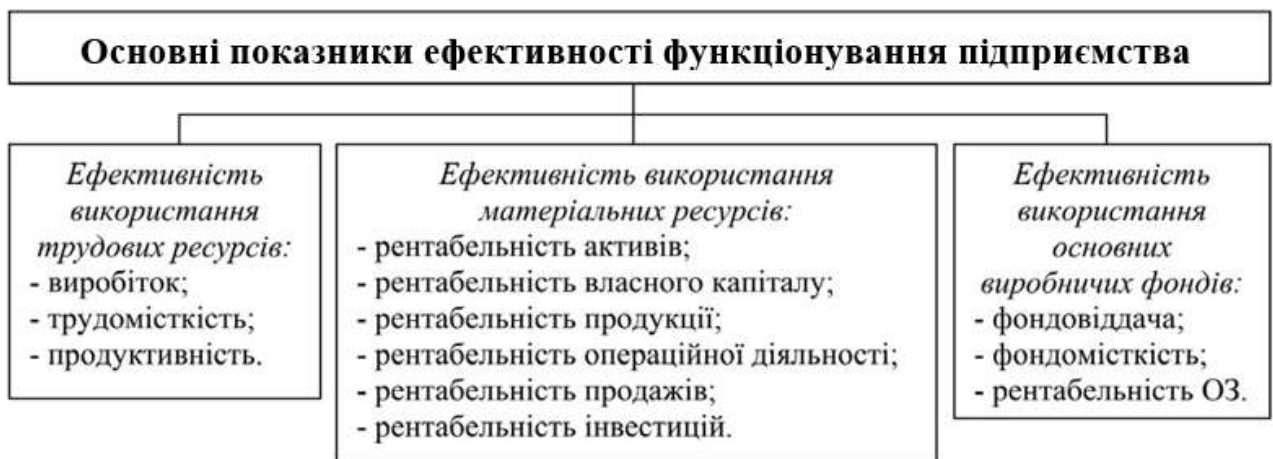 Основні показники ефективності функціонування підприємства
Ефективність
використання
трудових ресурсів:
- виробіток;
- трудомісткість;
- продуктивність.
Ефективність використання
матеріальних ресурсів:
- рентабельність активів;
- рентабельність власного капіталу;
- рентабельність продукції;
- рентабельність операційної діяльності;
- рентабельність продажів;
- рентабельність інвестицій.
Ефективність
використання
основних
виробничих фондів:
- фондовіддача;
- фондомісткість;
- рентабельність ОЗ.